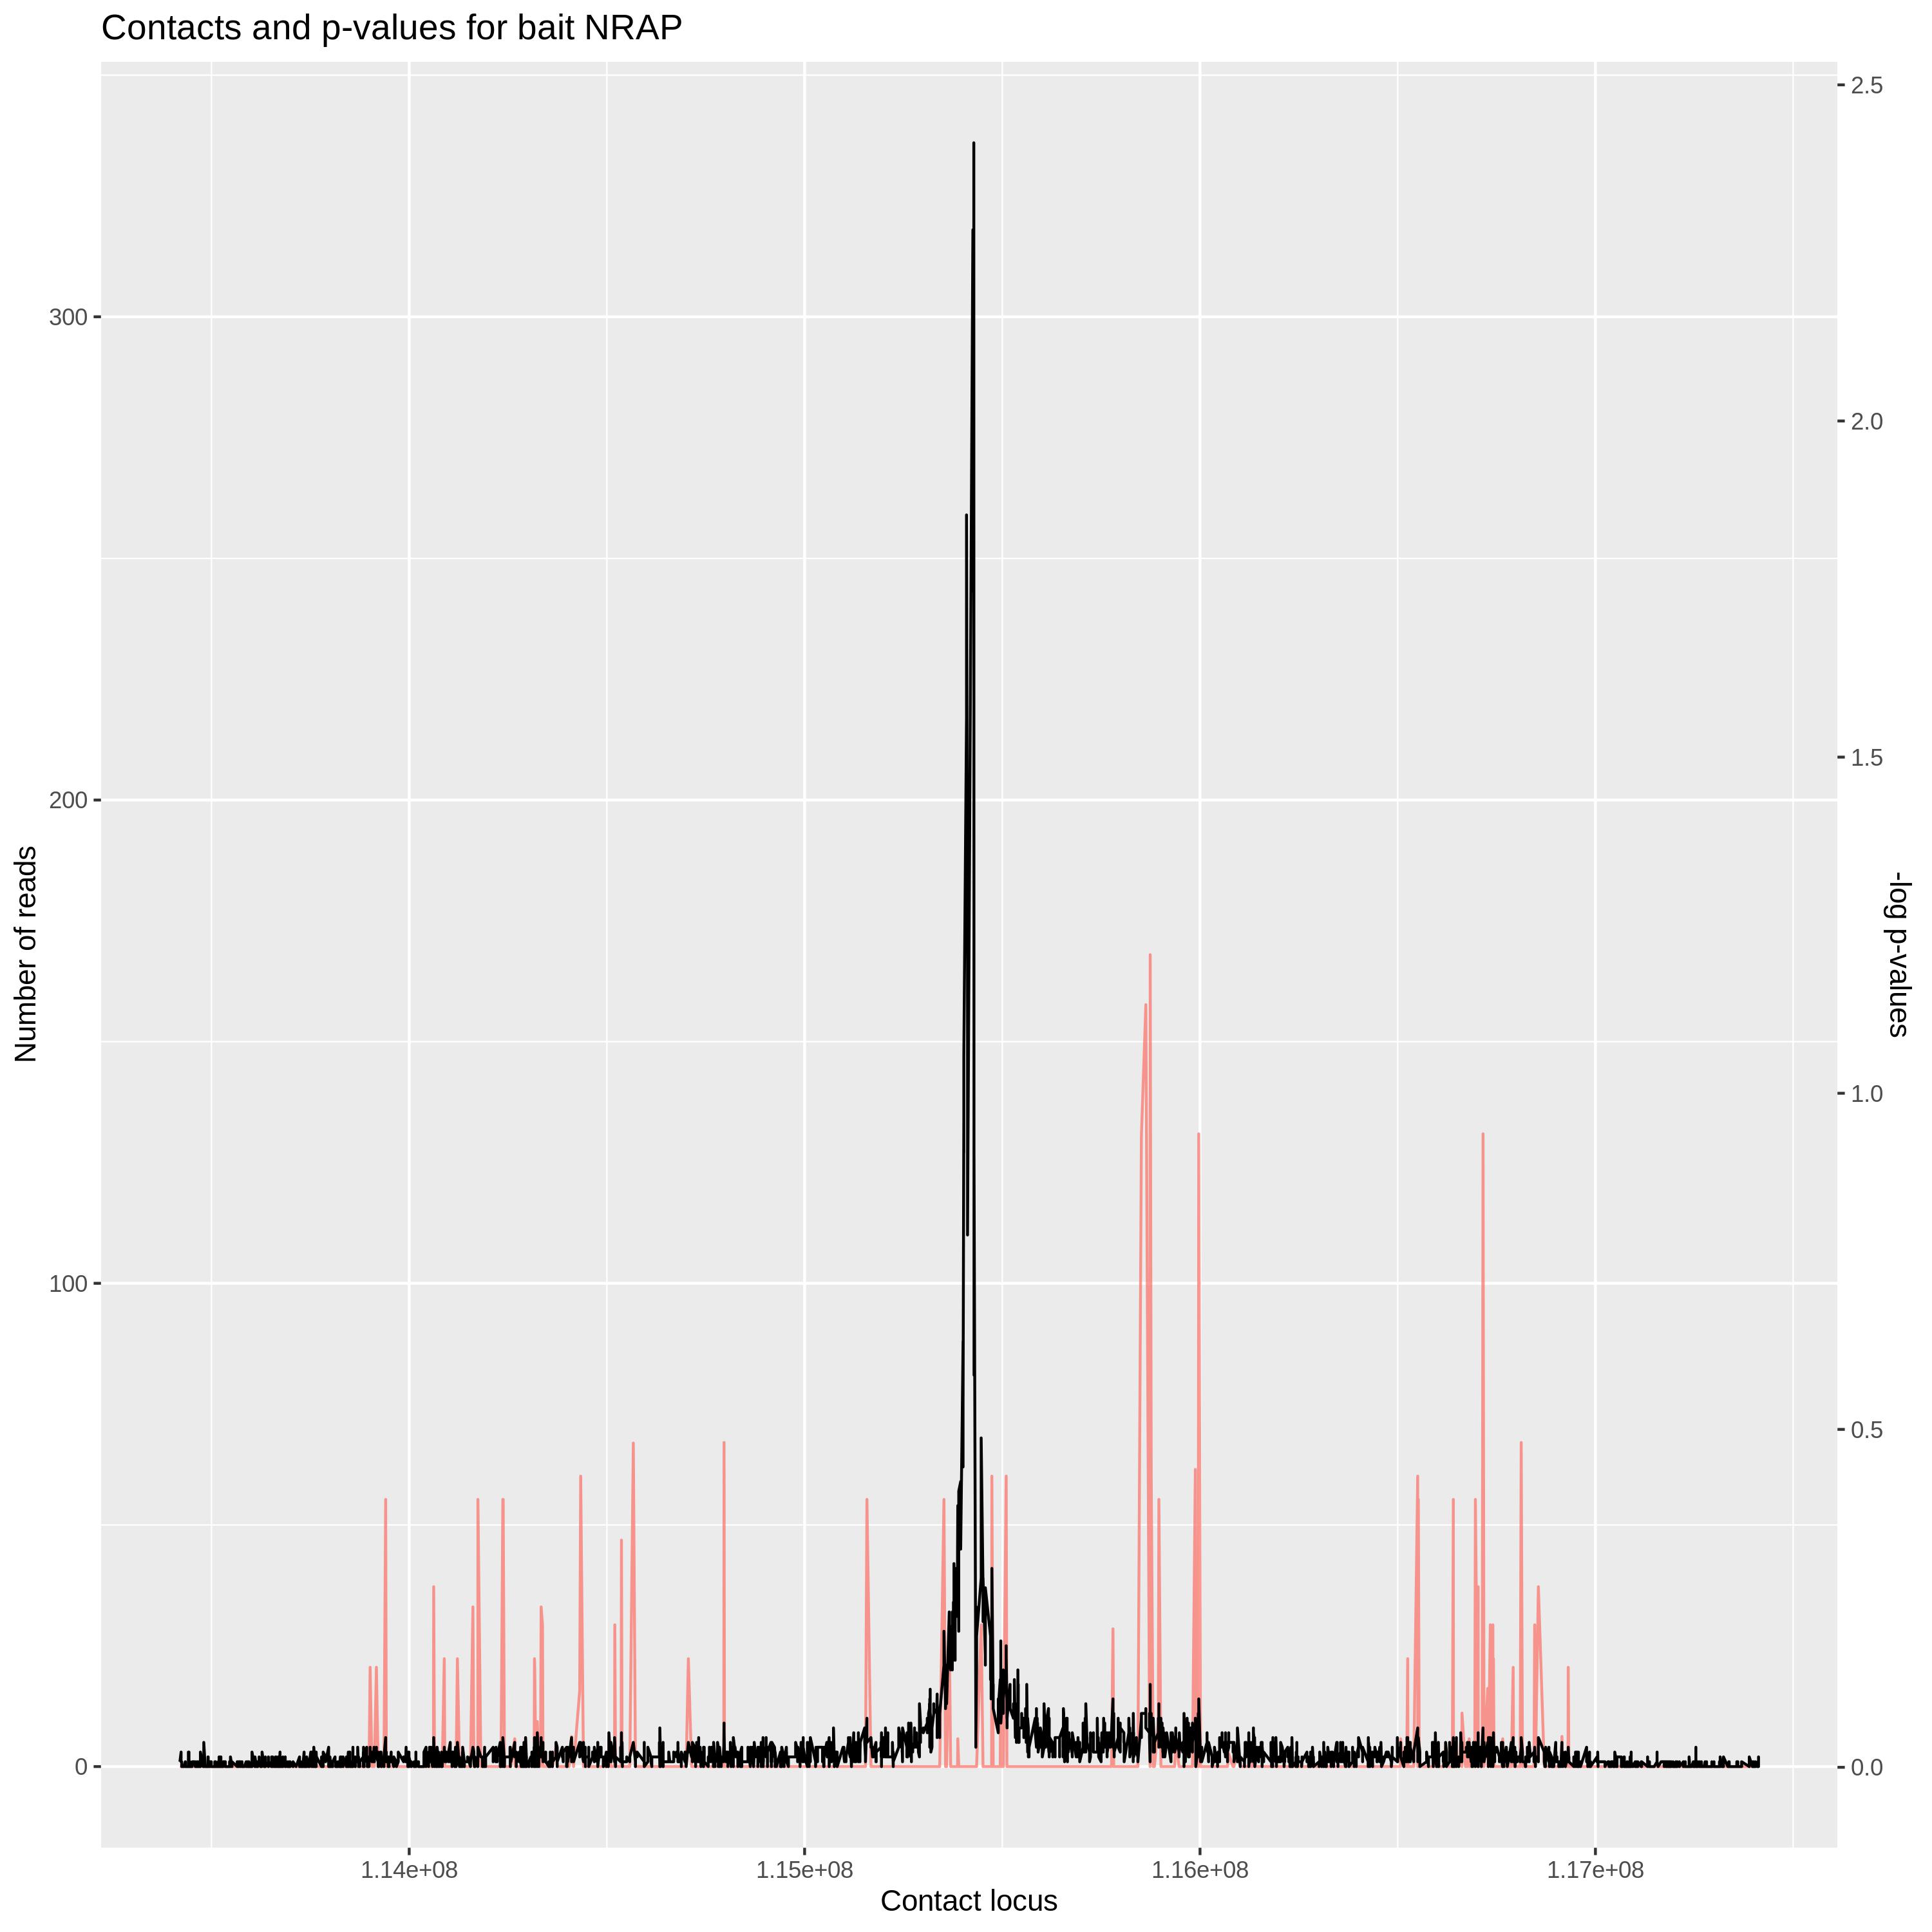 Contacts and p-values for bait NRAP
2.5
300
2.0
1.5
200
Number of reads
-log p-values
1.0
100
0.5
0
0.0
1.14e+08
1.15e+08
1.16e+08
1.17e+08
Contact locus